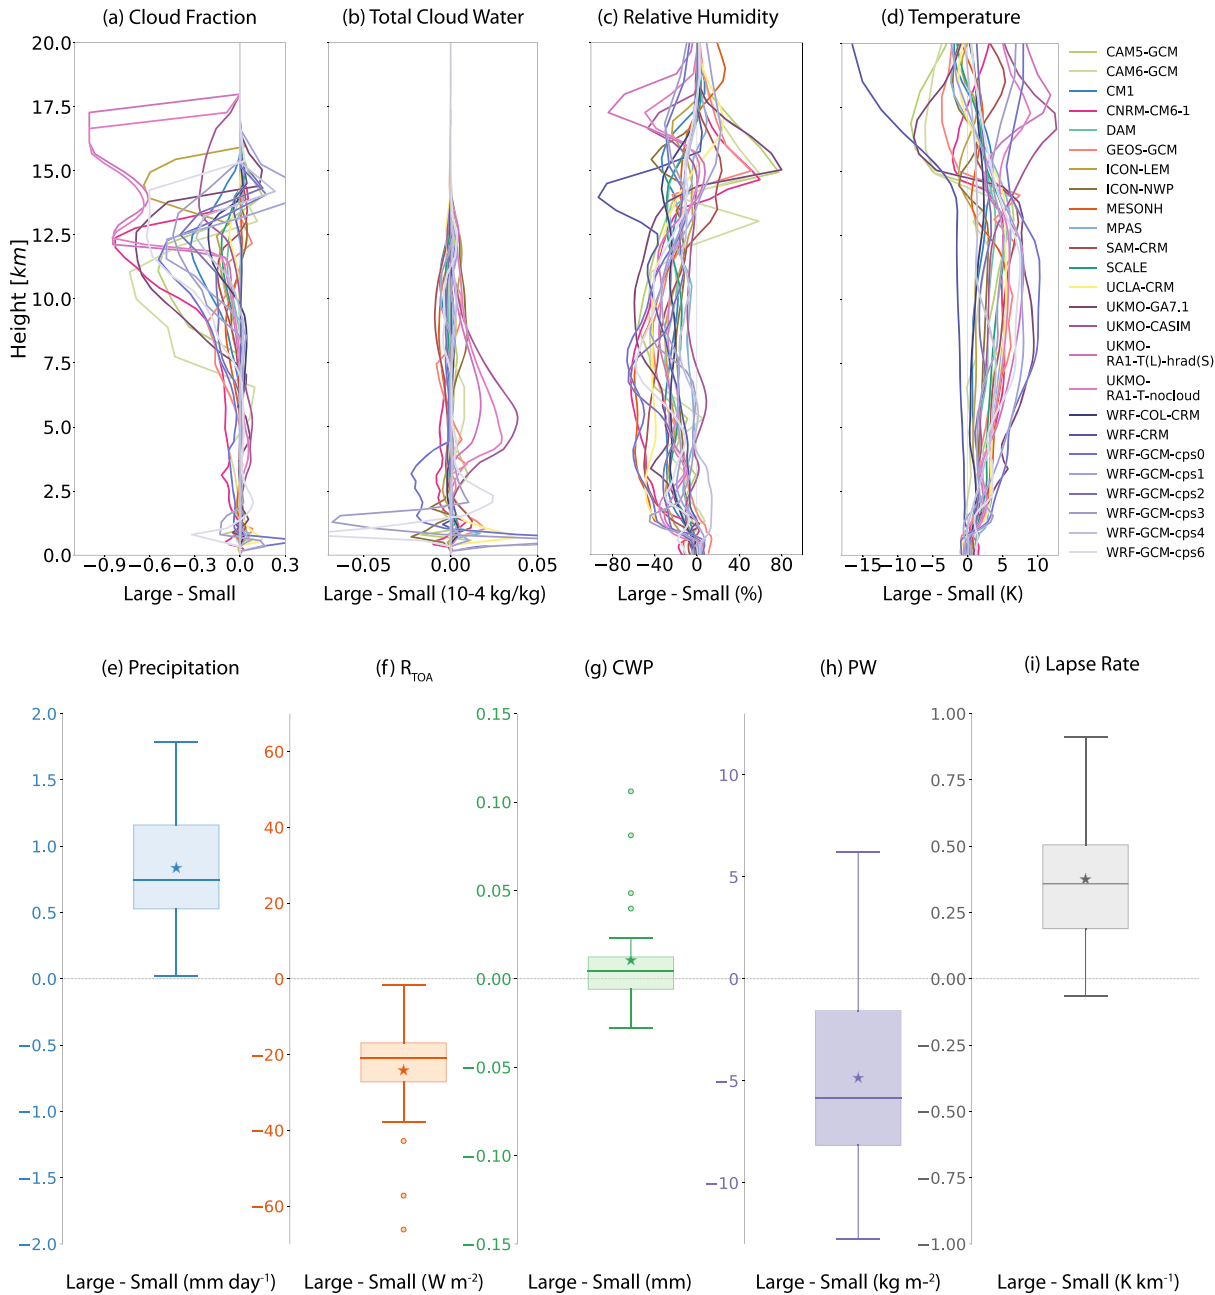 (a) Cloud Fraction
(b) Total Cloud Water
(c) Relative Humidity
(d) Temperature
20.0
17.5
15.0
12.5
10.0
7.5
5.0
2.5
0.0
Height [km]
−0.9
−0.6
−0.3
0.0
0.3
Large - Small
−0.05
0.00
0.05
Large - Small (10-4 kg/kg)
−80
−40
0
40
80
Large - Small (%)
−15
−10
−5
0
5
10
Large - Small (K)
CAM5-GCM
CAM6-GCM
CM1
CNRM-CM6-1
DAM
GEOS-GCM
ICON-LEM
ICON-NWP
MESONH
MPAS
SAM-CRM
SCALE
UCLA-CRM
UKMO-GA7.1
UKMO-CASIM
UKMO-
RA1-T(L)-hrad(S)
UKMO-
RA1-T-nocloud
WRF-COL-CRM
WRF-CRM
WRF-GCM-cps0
WRF-GCM-cps1
WRF-GCM-cps2
WRF-GCM-cps3
WRF-GCM-cps4
WRF-GCM-cps6
(e) Precipitation
2.0
1.5
1.0
0.5
0.0
−0.5
−1.0
−1.5
−2.0
Large - Small (mm day⁻¹)
(f) R_TOA
60
40
20
0
−20
−40
−60
Large - Small (W m⁻²)
(g) CWP
0.15
0.10
0.05
0.00
−0.05
−0.10
−0.15
Large - Small (mm)
(h) PW
10
5
0
−5
−10
Large - Small (kg m⁻²)
(i) Lapse Rate
1.00
0.75
0.50
0.25
0.00
−0.25
−0.50
−0.75
−1.00
Large - Small (K km⁻¹)